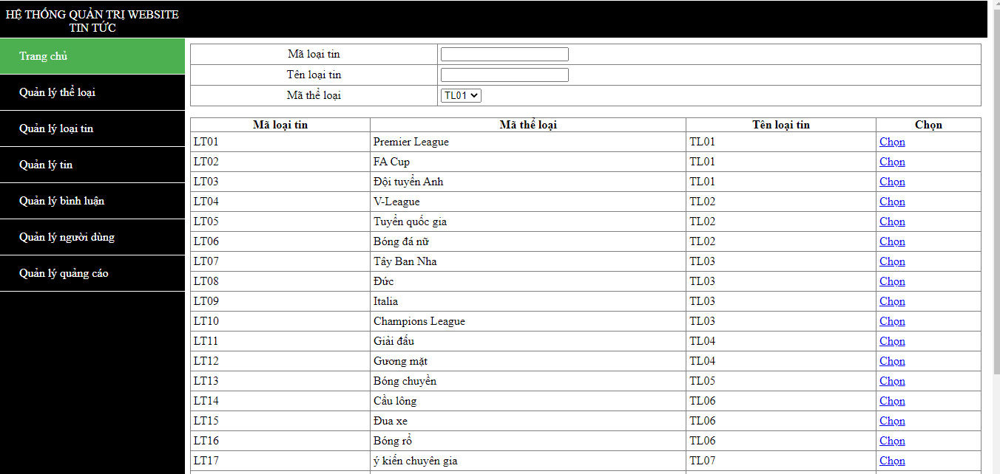 HỆ THỐNG QUẢN TRỊ WEBSITE
TIN TỨC
Trang chủ
Quản lý thể loại
Quản lý loại tin
Quản lý tin
Quản lý bình luận
Quản lý người dùng
Quản lý quảng cáo
Mã loại tin
Tên loại tin
Mã thể loại TL01
Mã loại tin Mã thể loại Tên loại tin Chọn
LT01 Premier League TL01 Chọn
LT02 FA Cup TL01 Chọn
LT03 Đội tuyển Anh TL01 Chọn
LT04 V-League TL02 Chọn
LT05 Tuyển quốc gia TL02 Chọn
LT06 Bóng đá nữ TL02 Chọn
LT07 Tây Ban Nha TL03 Chọn
LT08 Đức TL03 Chọn
LT09 Italia TL03 Chọn
LT10 Champions League TL03 Chọn
LT11 Giải đấu TL04 Chọn
LT12 Gương mặt TL04 Chọn
LT13 Bóng chuyền TL05 Chọn
LT14 Cầu lông TL06 Chọn
LT15 Đua xe TL06 Chọn
LT16 Bóng rổ TL06 Chọn
LT17 ý kiến chuyên gia TL07 Chọn